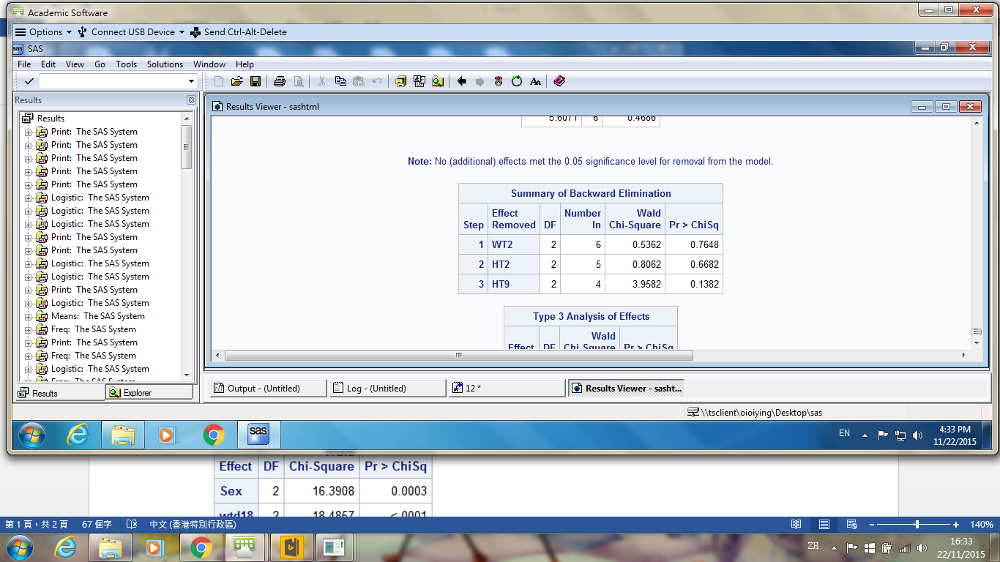 Academic Software
Options Connect USB Device Send Ctrl-Alt-Delete
SAS
File Edit View Go Tools Solutions Window Help
Results
Results Viewer - sashtml
Results
Print: The SAS System
Print: The SAS System
Print: The SAS System
Print: The SAS System
Print: The SAS System
Logistic: The SAS System
Logistic: The SAS System
Logistic: The SAS System
Print: The SAS System
Print: The SAS System
Logistic: The SAS System
Logistic: The SAS System
Print: The SAS System
Logistic: The SAS System
Means: The SAS System
Freq: The SAS System
Print: The SAS System
Freq: The SAS System
Logistic: The SAS System
Freq: The SAS System
5.6071 6 0.4686
Note: No (additional) effects met the 0.05 significance level for removal from the model.
Summary of Backward Elimination
Step Effect Removed DF Number In Wald Chi-Square Pr > ChiSq
1 WT2 2 6 0.5362 0.7648
2 HT2 2 5 0.8062 0.6682
3 HT9 2 4 3.9582 0.1382
Type 3 Analysis of Effects
Effect DF Wald Chi-Square Pr > ChiSq
Results Explorer
Output - (Untitled) Log - (Untitled) 12 * Results Viewer - sasht...
\\tsclient\oioiying\Desktop\sas
EN 4:33 PM
11/22/2015
Effect DF Chi-Square Pr > ChiSq
Sex 2 16.3908 0.0003
wtd18 2 18.4857 <.0001
第 1 頁，共 2 頁 67 個字 中文 (香港特別行政區) 140%
ZH 16:33
22/11/2015